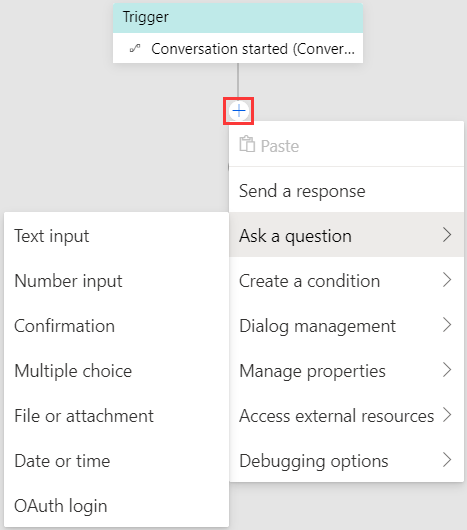 Trigger
Conversation started (Conver...
Paste
Send a response
Ask a question
Create a condition
Dialog management
Manage properties
Access external resources
Debugging options
Text input
Number input
Confirmation
Multiple choice
File or attachment
Date or time
OAuth login